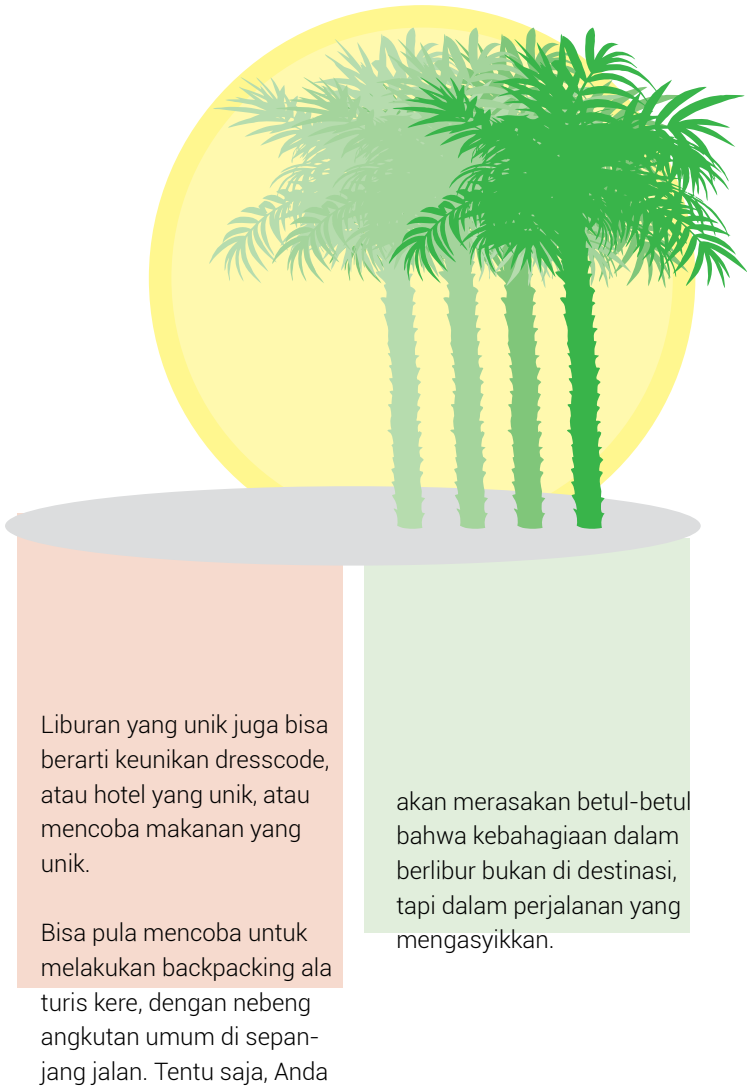 Liburan yang unik juga bisa
berarti keunikan dresscode,
atau hotel yang unik, atau
mencoba makanan yang
unik.
Bisa pula mencoba untuk
melakukan backpacking ala
turis kere, dengan nebeng
angkutan umum di sepan-
jang jalan. Tentu saja, Anda
akan merasakan betul-betul
bahwa kebahagiaan dalam
berlibur bukan di destinasi,
tapi dalam perjalanan yang
mengasyikkan.